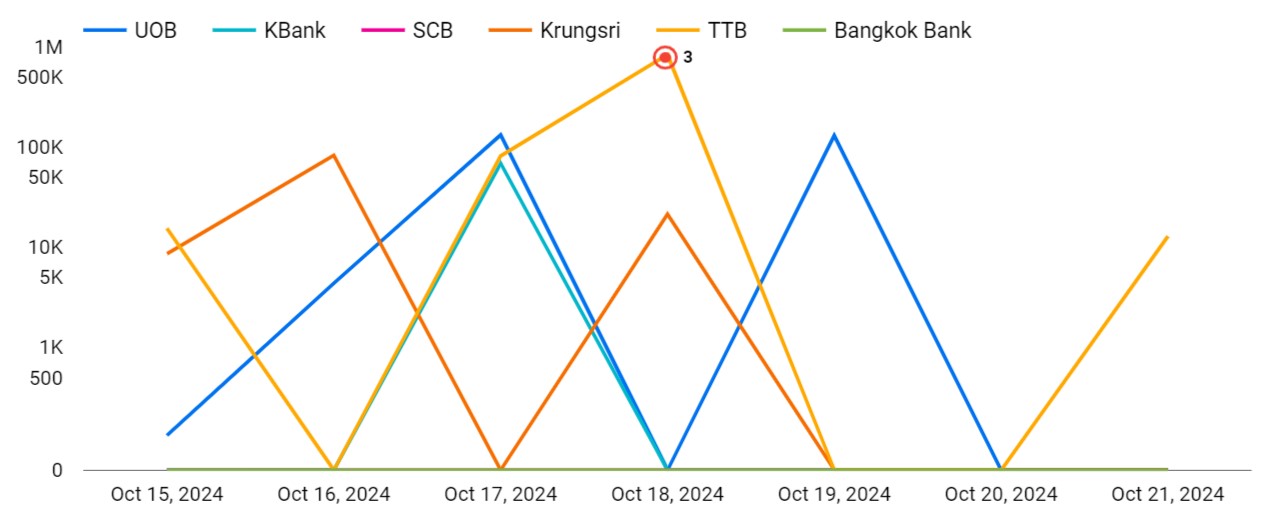 UOB KBank SCB Krungsri TTB Bangkok Bank
1M
3
500K
100K
50K
10K
5K
1K
500
0
Oct 15, 2024 Oct 16, 2024 Oct 17, 2024 Oct 18, 2024 Oct 19, 2024 Oct 20, 2024 Oct 21, 2024